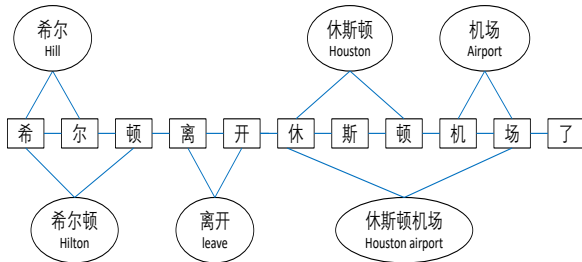 希尔
Hill
休斯顿
Houston
机场
Airport
希 尔 顿 离 开 休 斯 顿 机 场 了
希尔顿
Hilton
离开
leave
休斯顿机场
Houston airport